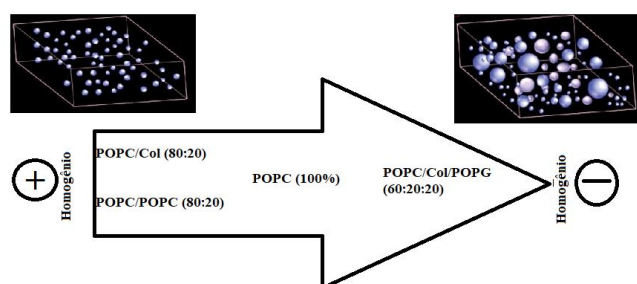 POPC/Col (80:20)
POPC (100%)
POPC/Col/POPG
(60:20:20)
POPC/POPC (80:20)
Homogênio
Homogênio
+
−